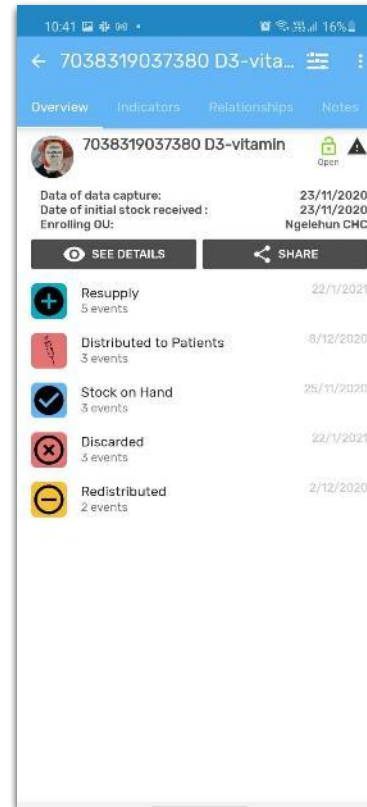 10:41 16%
7038319037380 D3-vita...
Overview Indicators Relationships Notes
7038319037380 D3-vitamin
Open
Data of data capture: 23/11/2020
Date of initial stock received : 23/11/2020
Enrolling OU: Ngelehun CHC
SEE DETAILS SHARE
Resupply 22/1/2021
5 events
Distributed to Patients 8/12/2020
3 events
Stock on Hand 25/11/2020
3 events
Discarded 22/1/2021
3 events
Redistributed 2/12/2020
2 events